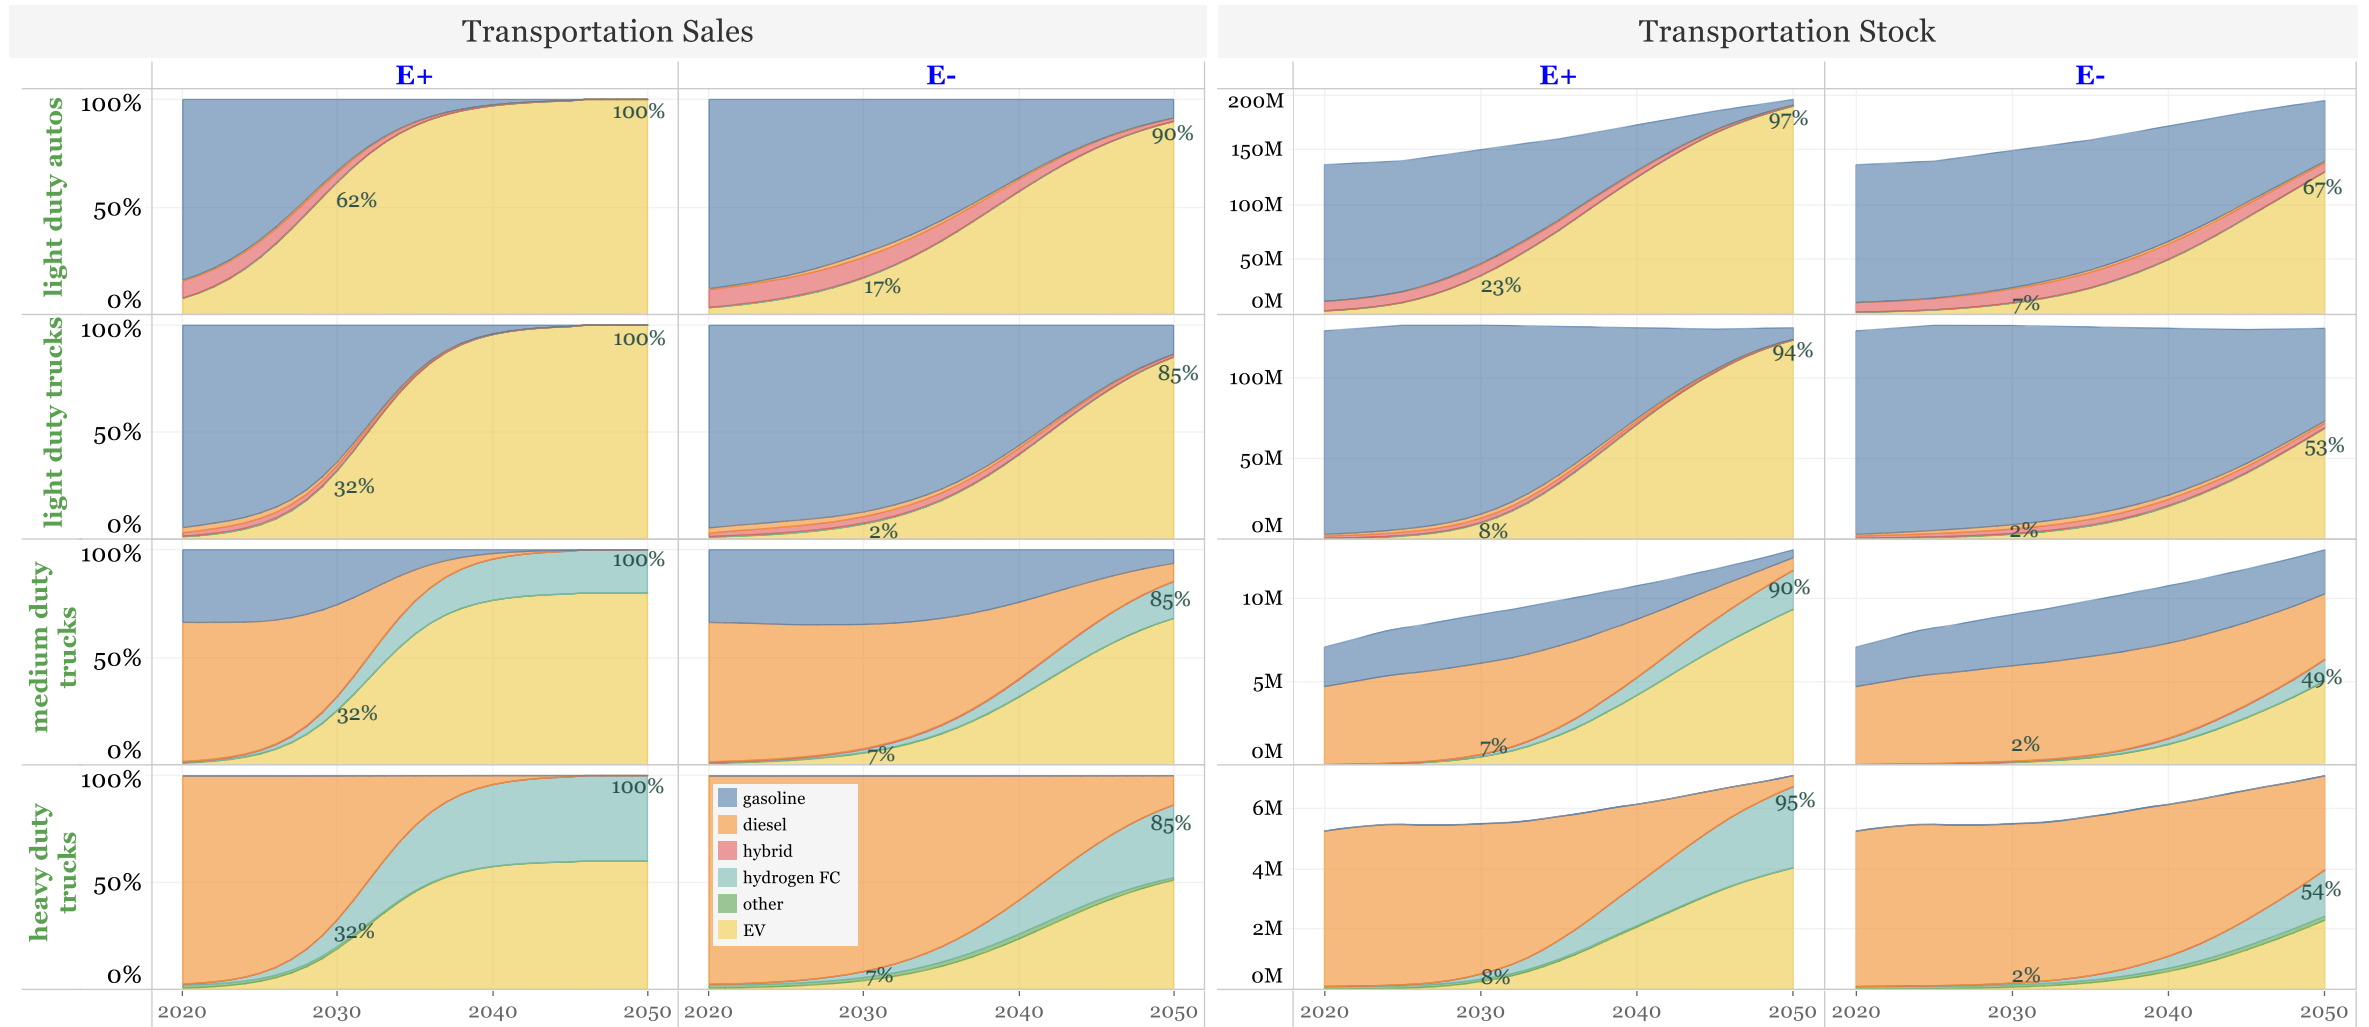 Transportation Sales
Transportation Stock
E+
E-
E+
E-
light duty autos
100%
50%
0%
62%
100%
17%
90%
200M
150M
100M
50M
0M
23%
97%
7%
67%
light duty trucks
100%
50%
0%
32%
100%
2%
85%
100M
50M
0M
8%
94%
2%
53%
medium duty
trucks
100%
50%
0%
32%
100%
7%
85%
10M
5M
0M
7%
90%
2%
49%
heavy duty
trucks
100%
50%
0%
32%
100%
gasoline
diesel
hybrid
hydrogen FC
other
EV
7%
85%
6M
4M
2M
0M
8%
95%
2%
54%
2020 2030 2040 2050
2020 2030 2040 2050
2020 2030 2040 2050
2020 2030 2040 2050